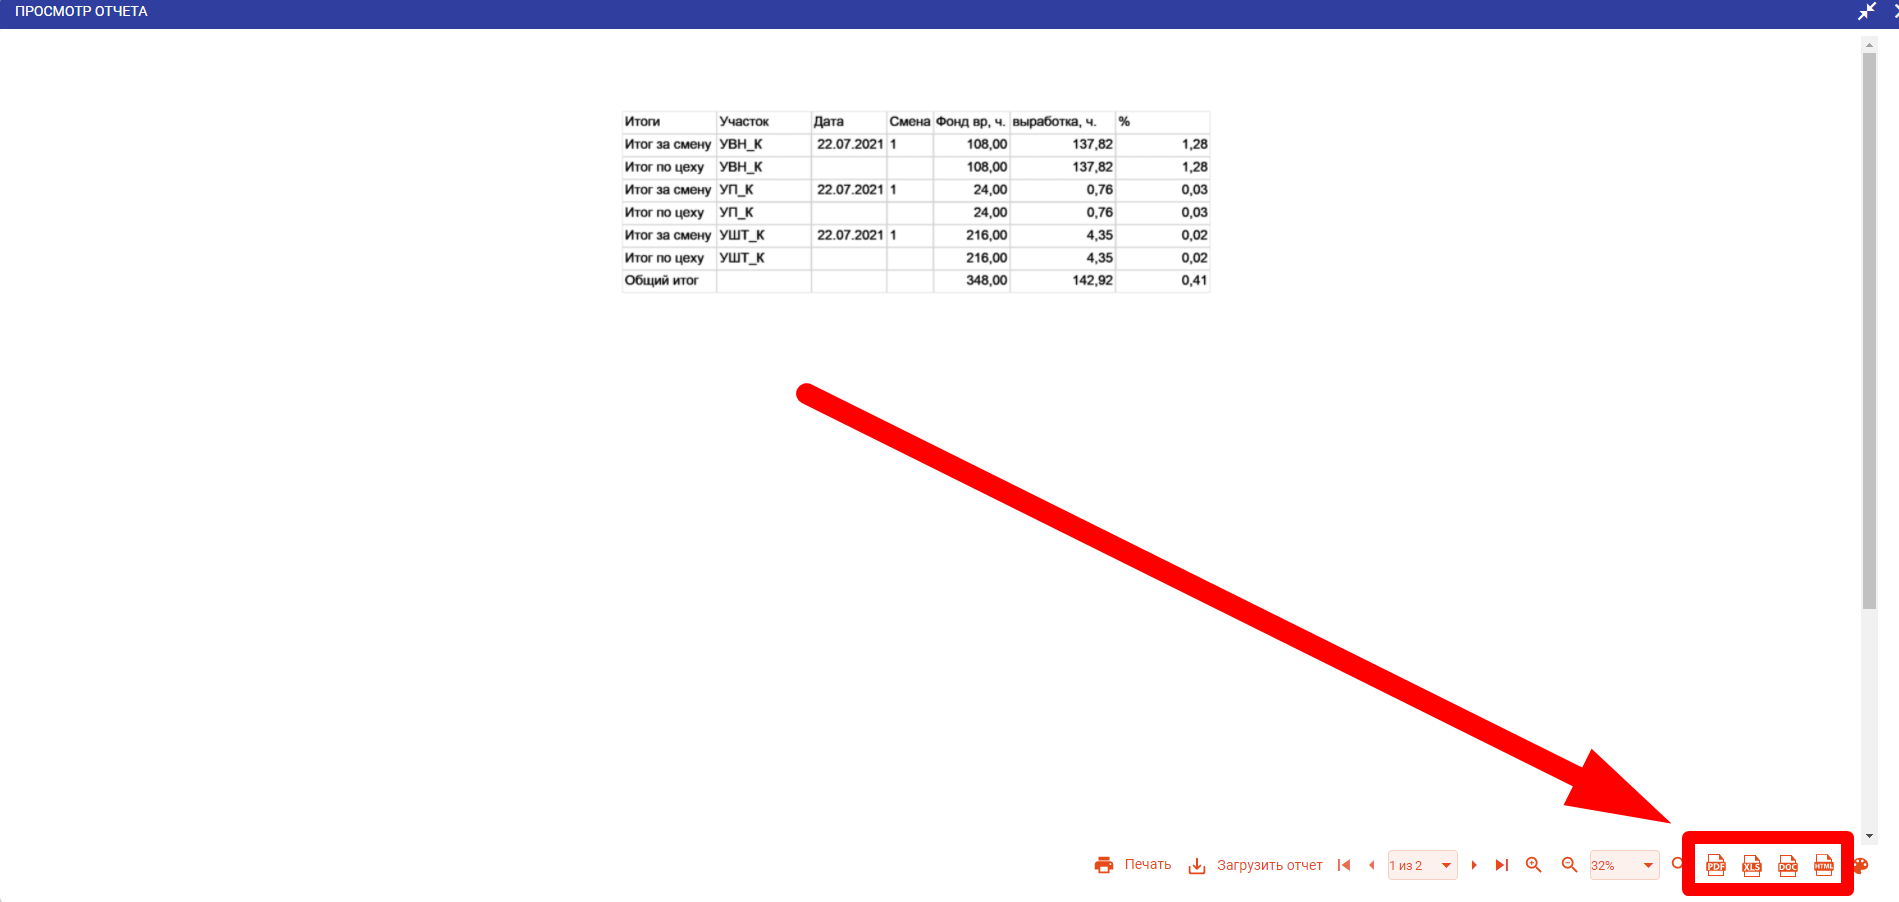 ПРОСМОТР ОТЧЕТА
Итоги Участок Дата Смена Фонд вр, ч. выработка, ч. %
Итог за смену УВН_К 22.07.2021 1 108,00 137,82 1,28
Итог по цеху УВН_К 108,00 137,82 1,28
Итог за смену УП_К 22.07.2021 1 24,00 0,76 0,03
Итог по цеху УП_К 24,00 0,76 0,03
Итог за смену УШТ_К 22.07.2021 1 216,00 4,35 0,02
Итог по цеху УШТ_К 216,00 4,35 0,02
Общий итог 348,00 142,92 0,41
Печать Загрузить отчет 1 из 2 32% PDF XLS DOC HTML